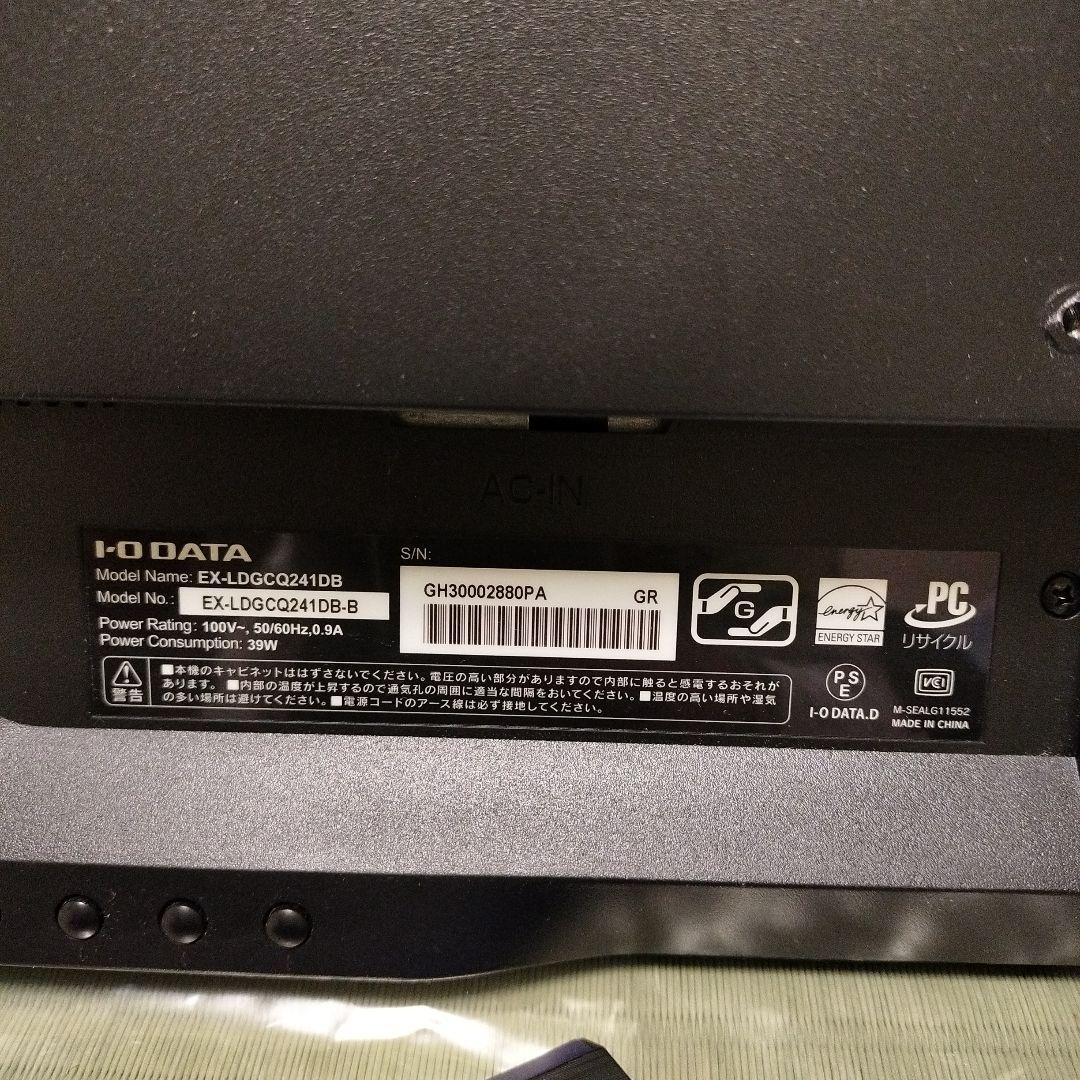 AC-IN
I-O DATA
Model Name: EX-LDGCQ241DB
Model No.: EX-LDGCQ241DB-B
Power Rating: 100V~, 50/60Hz,0.9A
Power Consumption: 39W
S/N:
GH30002880PA GR
G
energy
ENERGY STAR
PC
リサイクル
警告
■本機のキャビネットははずさないでください。電圧の高い部分がありますので内部に触ると感電するおそれが
あります。 ■内部の温度が上昇するので通気孔の周囲に適当な間隔をおいてください。■温度の高い場所や湿気
の多い場所は避けてください。■電源コードのアース線は必ず接地してください。
PS
E
I-O DATA.D
VCI
M-SEALG11552
MADE IN CHINA